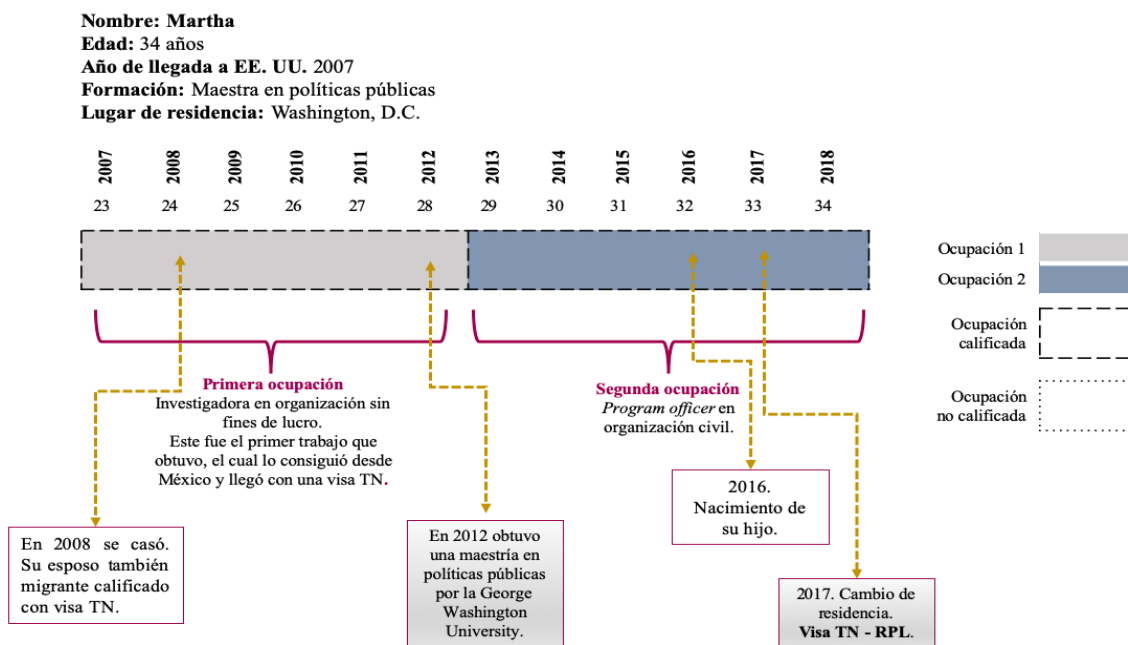 Nombre: Martha
Edad: 34 años
Año de llegada a EE. UU. 2007
Formación: Maestra en políticas públicas
Lugar de residencia: Washington, D.C.
2007 2008 2009 2010 2011 2012 2013 2014 2015 2016 2017 2018
23 24 25 26 27 28 29 30 31 32 33 34
Ocupación 1
Ocupación 2
Ocupación
calificada
Ocupación
no calificada
Primera ocupación
Investigadora en organización sin
fines de lucro.
Este fue el primer trabajo que
obtuvo, el cual lo consiguió desde
México y llegó con una visa TN.
Segunda ocupación
Program officer en
organización civil.
En 2008 se casó.
Su esposo también
migrante calificado
con visa TN.
En 2012 obtuvo
una maestría en
políticas públicas
por la George
Washington
University.
2016.
Nacimiento de
su hijo.
2017. Cambio de
residencia.
Visa TN - RPL.